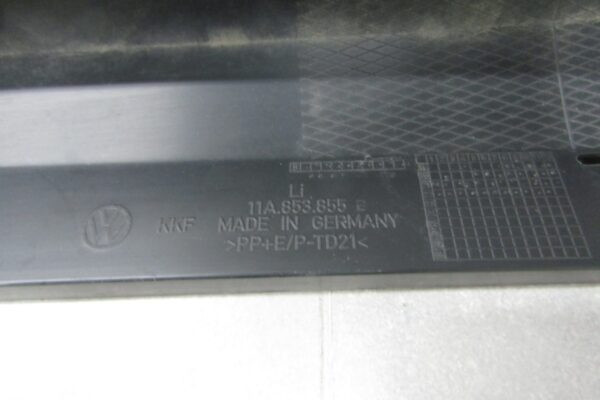 Li
11A.853.855 E
KKF MADE IN GERMANY
>PP+E/P-TD21<